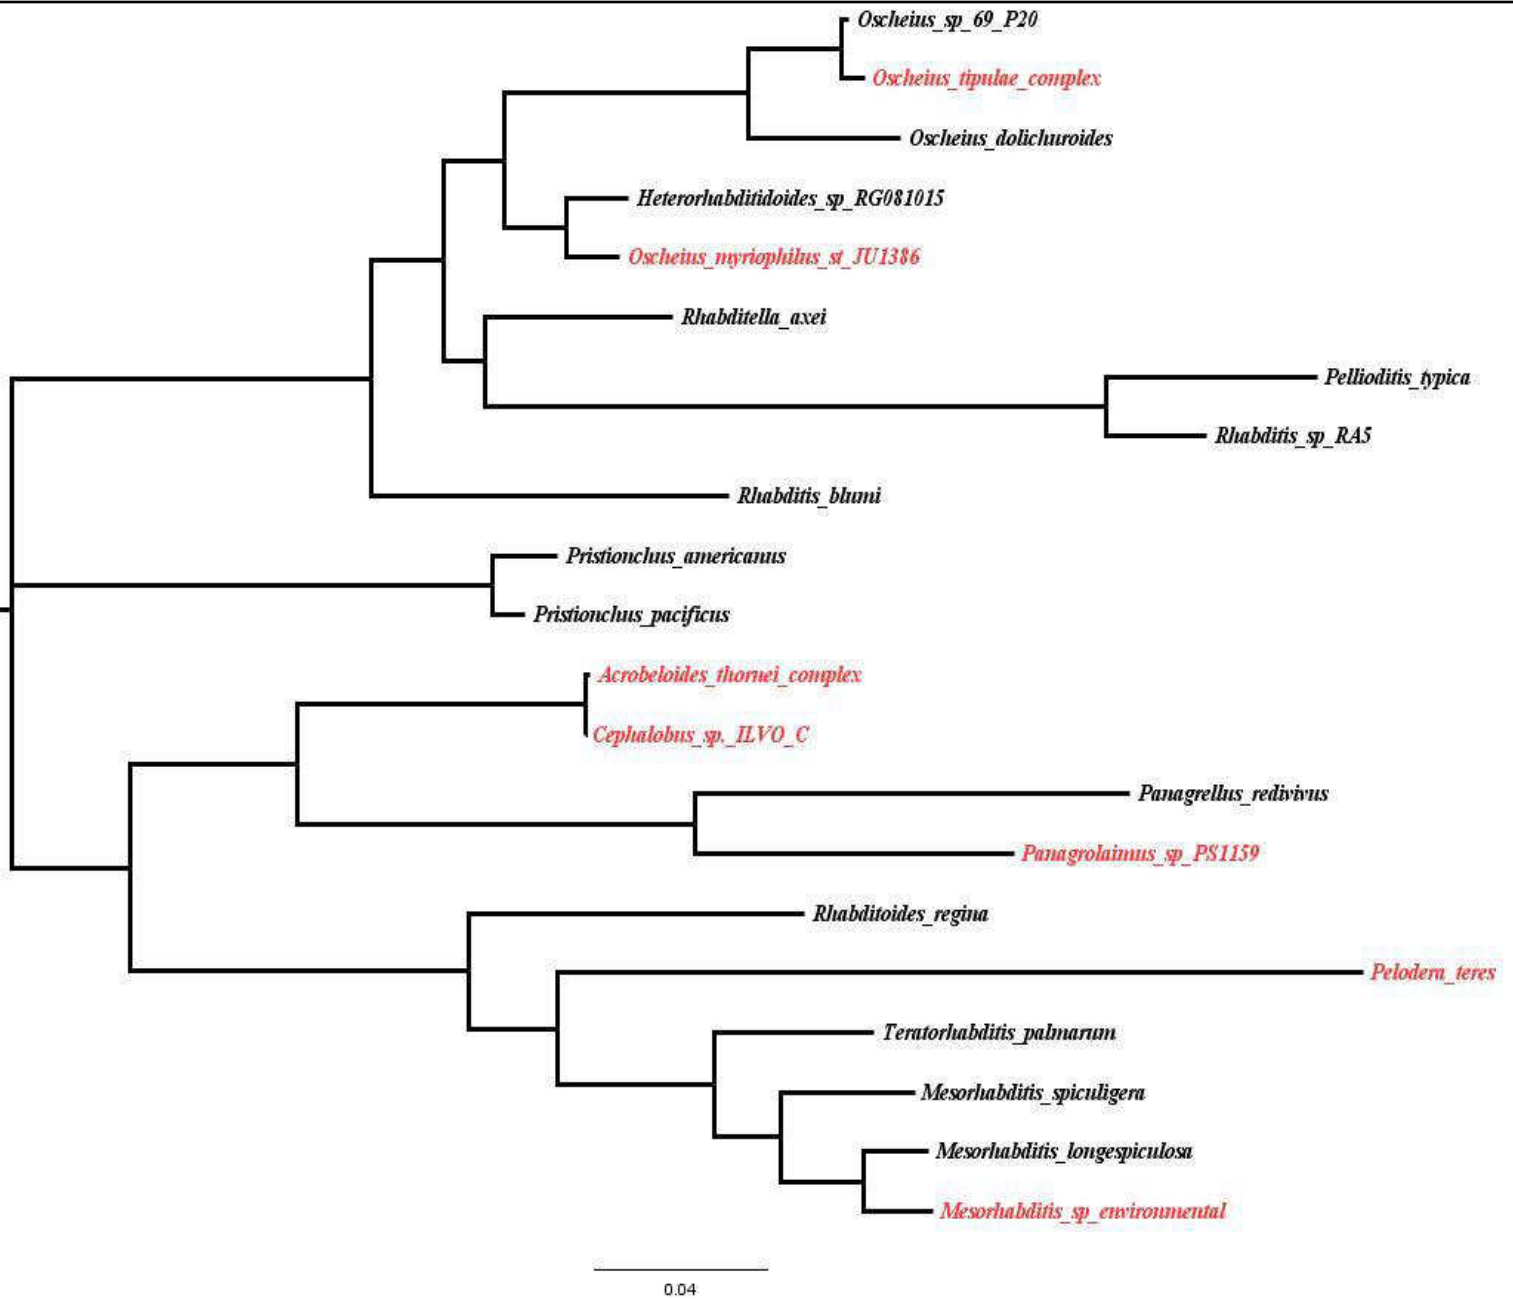 Oscheius_sp_69_P20
Oscheius_tipulae_complex
Oscheius_dolichuroides
Heterorhabditidoides_sp_RG081015
Oscheius_myriophilus_st_JU1386
Rhabditella_axei
Pellioditis_typica
Rhabditis_sp_RA5
Rhabditis_blumi
Pristionchus_americanus
Pristionchus_pacificus
Acrobeloides_thornei_complex
Cephalobus_sp._ILVO_C
Panagrellus_redivivus
Panagrolaimus_sp_PS1159
Rhabditoides_regina
Pelodera_teres
Teratorhabditis_palmarum
Mesorhabditis_spiculigera
Mesorhabditis_longespiculosa
Mesorhabditis_sp_environmental
0.04